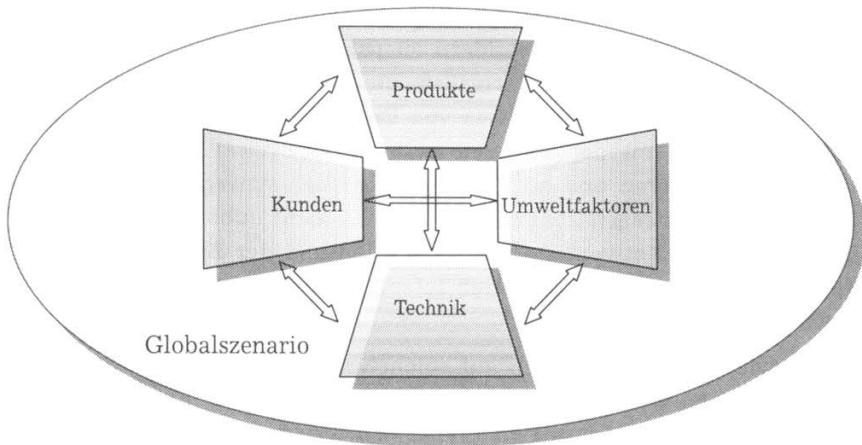 Produkte
Kunden
Umweltfaktoren
Technik
Globalszenario